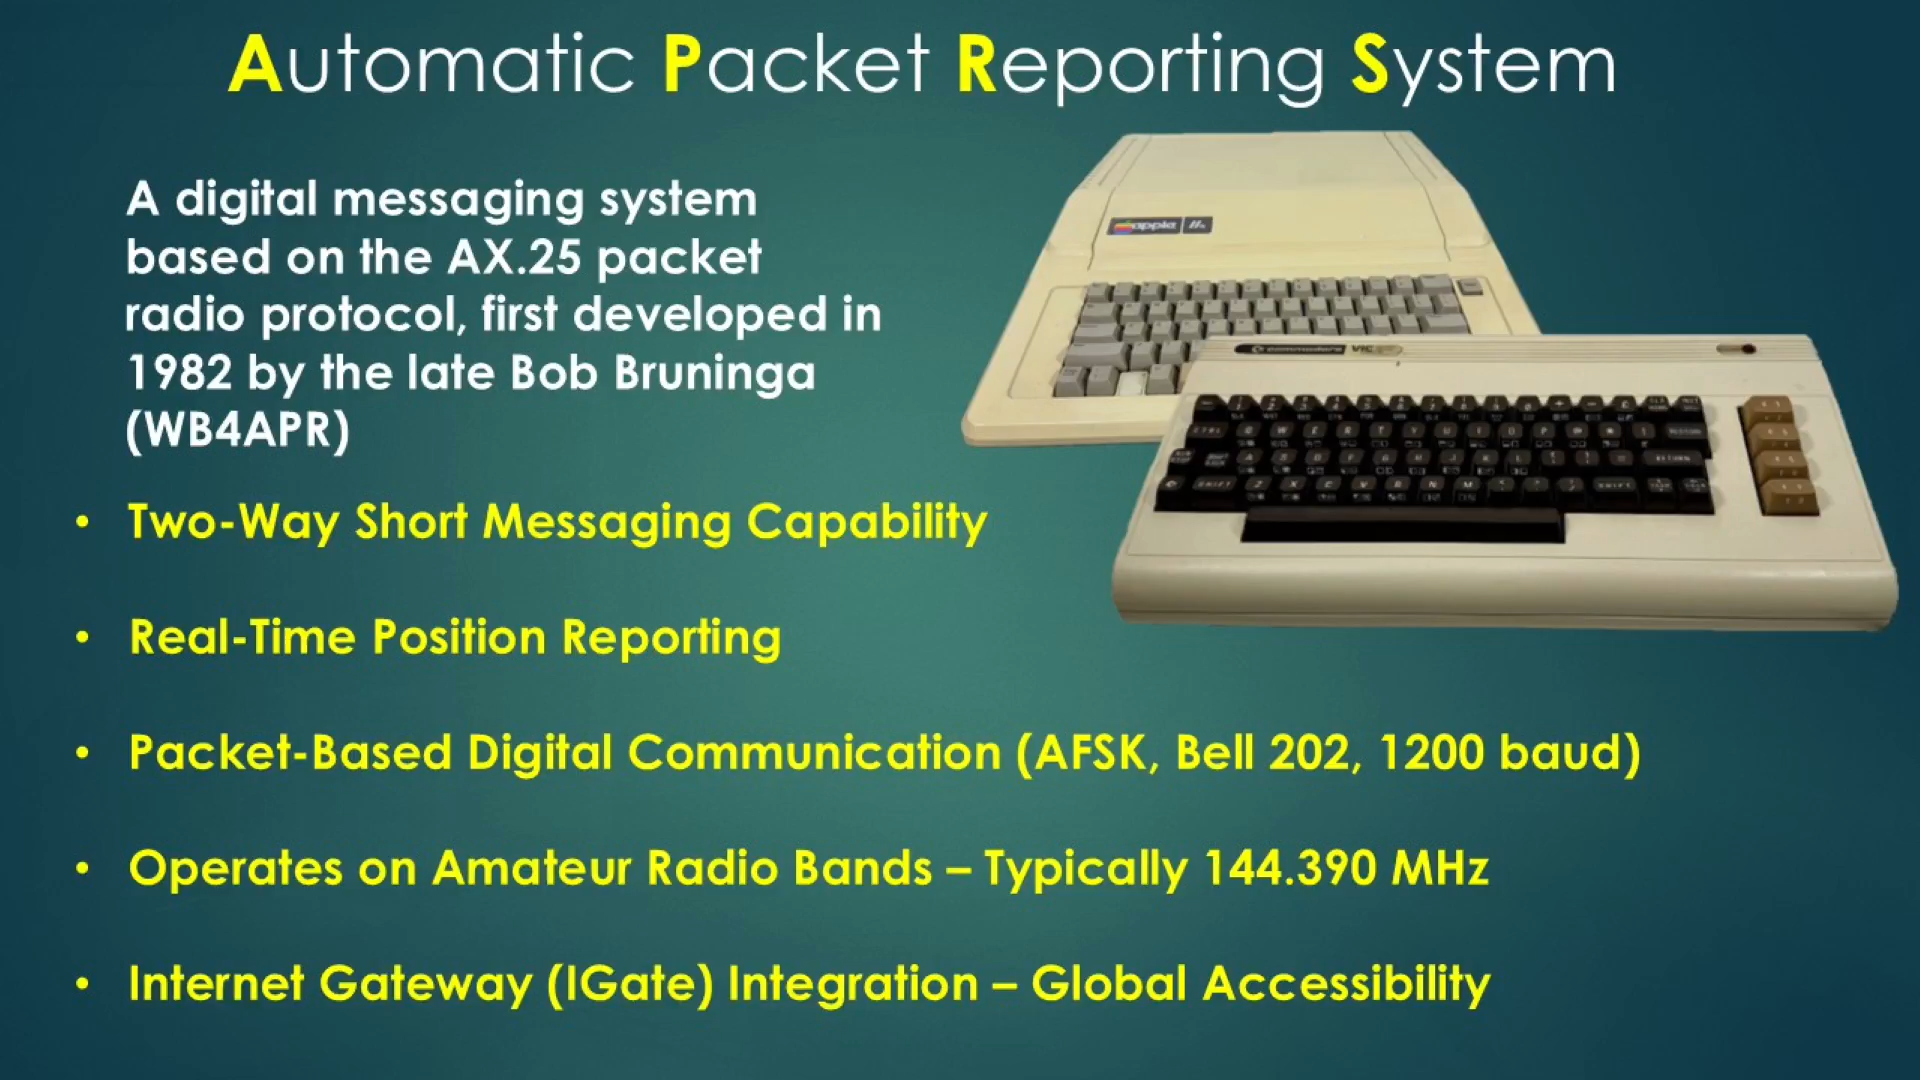 Automatic Packet Reporting System
A digital messaging system
based on the AX.25 packet
radio protocol, first developed in
1982 by the late Bob Bruninga
(WB4APR)
apple //e
commodore VIC
• Two-Way Short Messaging Capability
• Real-Time Position Reporting
• Packet-Based Digital Communication (AFSK, Bell 202, 1200 baud)
• Operates on Amateur Radio Bands – Typically 144.390 MHz
• Internet Gateway (IGate) Integration – Global Accessibility